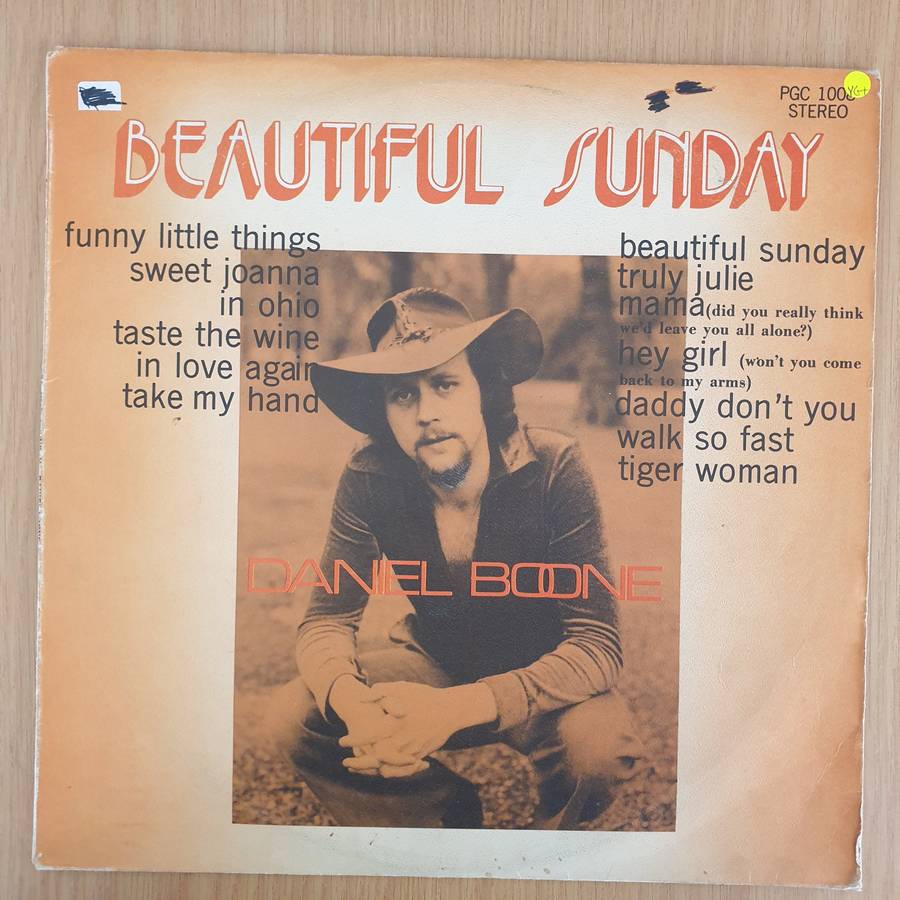 PGC 100
STEREO
VG+
BEAUTIFUL SUNDAY
funny little things
sweet joanna
in ohio
taste the wine
in love again
take my hand
beautiful sunday
truly julie
mama (did you really think
we'd leave you all alone?)
hey girl (won't you come
back to my arms)
daddy don't you
walk so fast
tiger woman
DANIEL BOONE